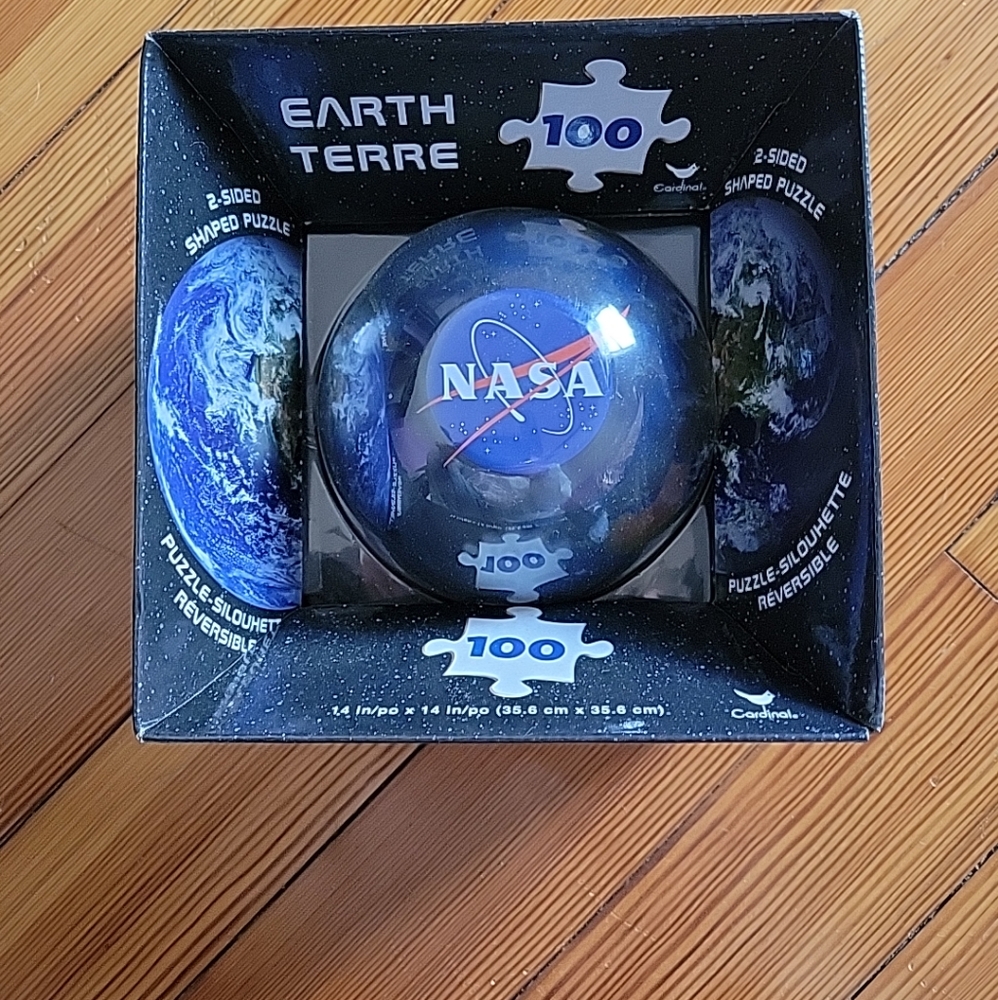 EARTH
TERRE
100
Cardinal
2-SIDED
SHAPED PUZZLE
2-SIDED
SHAPED PUZZLE
NASA
PUZZLE-SILOUHETT
RÉVERSIBLE
PUZZLE-SILOUHETTE
RÉVERSIBLE
100
100
14 in/po x 14 in/po (35.6 cm x 35.6 cm)
Cardinal